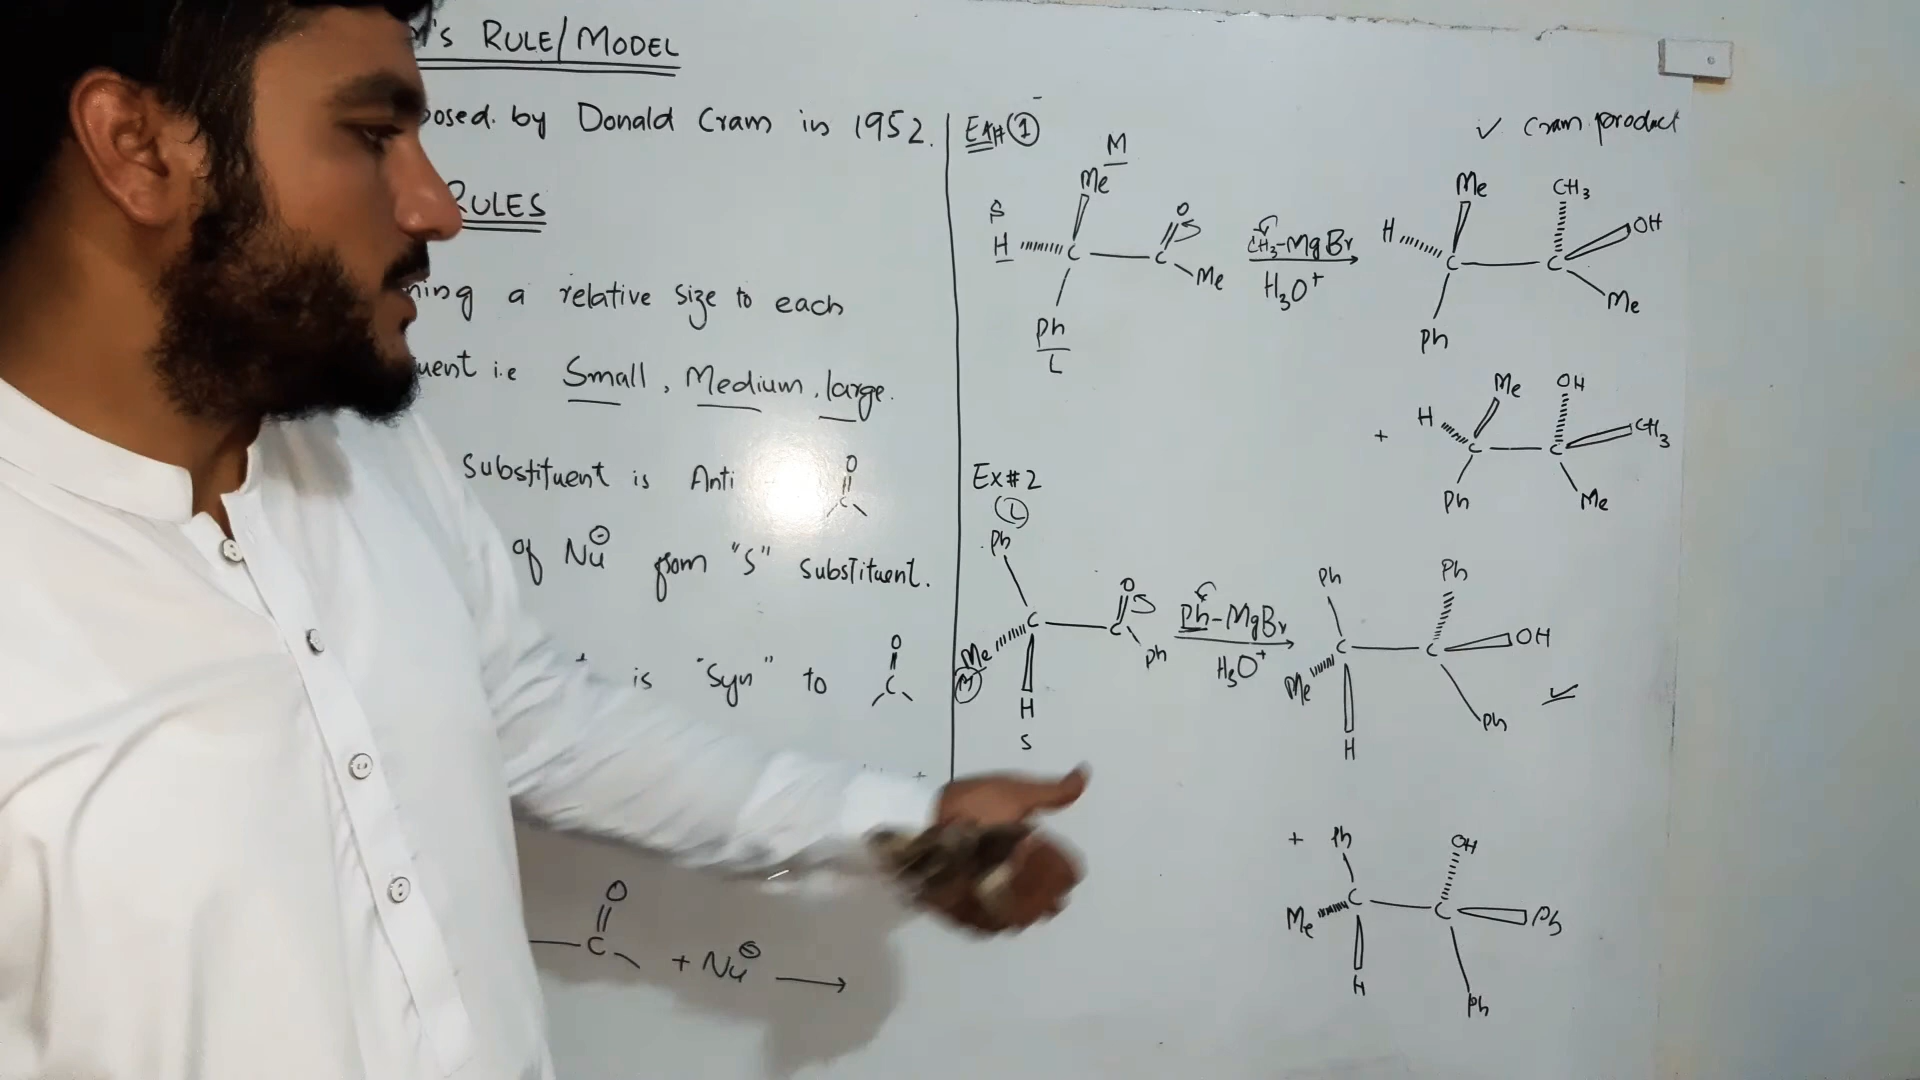 'S RULE/MODEL
posed. by Donald Cram in 1952.
RULES
ning a relative size to each
uent i.e Small, Medium, large.
Substituent is Anti
O
C
of Nu⊖ from "S" substituent.
is "Syn" to
O
C
O
C + Nu⊖ ⟶
Ex# ①
M
Me
S
H C C O
Me
Ph
L
CH3-MgBr
H3O+
✓ Cram product
Me CH3
H C C OH
Me
Ph
+
Me OH
H C C CH3
Ph Me
Ex#2
Ⓛ
Ph
C C O
Me Ph
Ⓜ
H
S
Ph-MgBr
H3O+
Ph Ph
C C OH
Me Ph
H
✓
+ Ph OH
Me C C Ph
H Ph